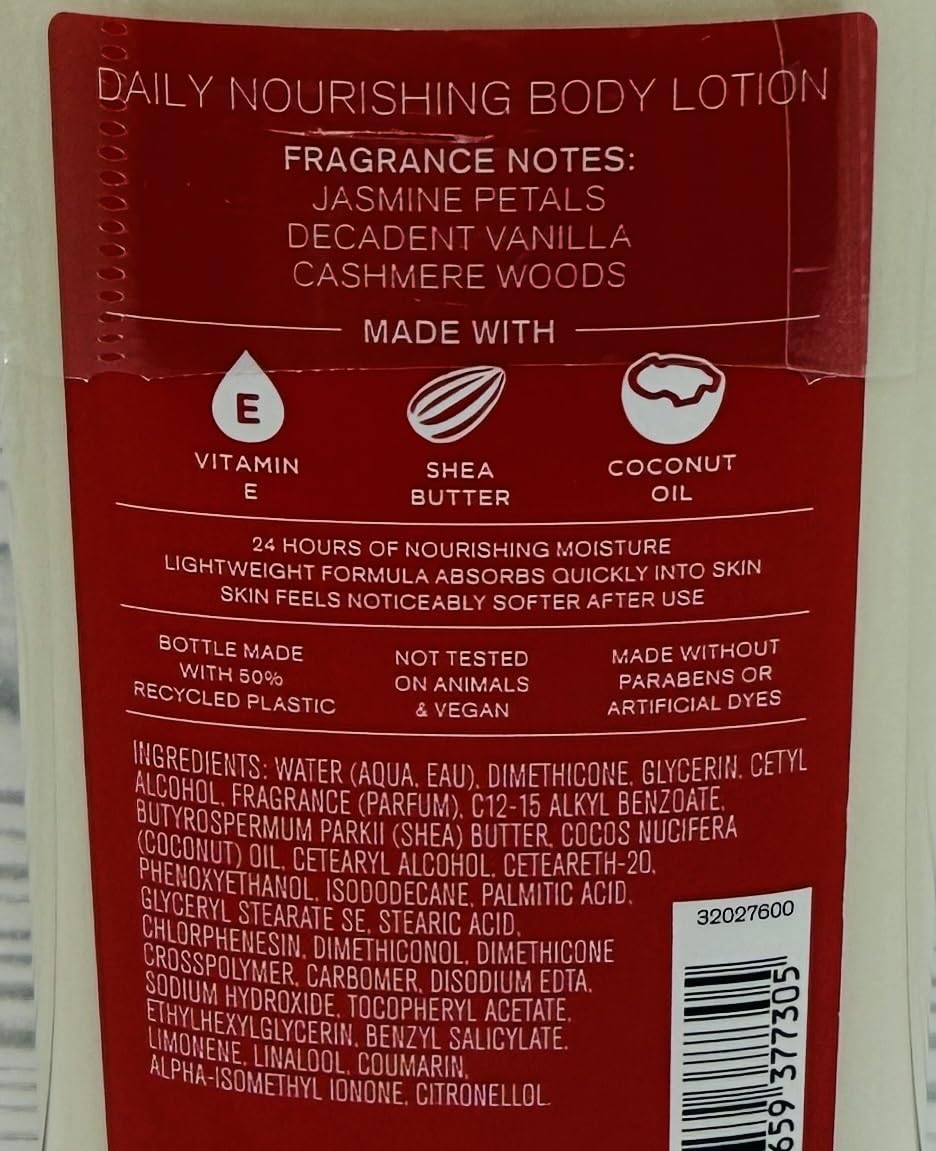 DAILY NOURISHING BODY LOTION
FRAGRANCE NOTES:
JASMINE PETALS
DECADENT VANILLA
CASHMERE WOODS
MADE WITH
E
VITAMIN
E
SHEA
BUTTER
COCONUT
OIL
24 HOURS OF NOURISHING MOISTURE
LIGHTWEIGHT FORMULA ABSORBS QUICKLY INTO SKIN
SKIN FEELS NOTICEABLY SOFTER AFTER USE
BOTTLE MADE
WITH 50%
RECYCLED PLASTIC
NOT TESTED
ON ANIMALS
& VEGAN
MADE WITHOUT
PARABENS OR
ARTIFICIAL DYES
INGREDIENTS: WATER (AQUA, EAU), DIMETHICONE, GLYCERIN, CETYL
ALCOHOL, FRAGRANCE (PARFUM), C12-15 ALKYL BENZOATE,
BUTYROSPERMUM PARKII (SHEA) BUTTER, COCOS NUCIFERA
(COCONUT) OIL, CETEARYL ALCOHOL, CETEARETH-20,
PHENOXYETHANOL, ISODODECANE, PALMITIC ACID,
GLYCERYL STEARATE SE, STEARIC ACID,
CHLORPHENESIN, DIMETHICONOL, DIMETHICONE
CROSSPOLYMER, CARBOMER, DISODIUM EDTA,
SODIUM HYDROXIDE, TOCOPHERYL ACETATE,
ETHYLHEXYLGLYCERIN, BENZYL SALICYLATE,
LIMONENE, LINALOOL, COUMARIN,
ALPHA-ISOMETHYL IONONE, CITRONELLOL.
32027600
659 377305